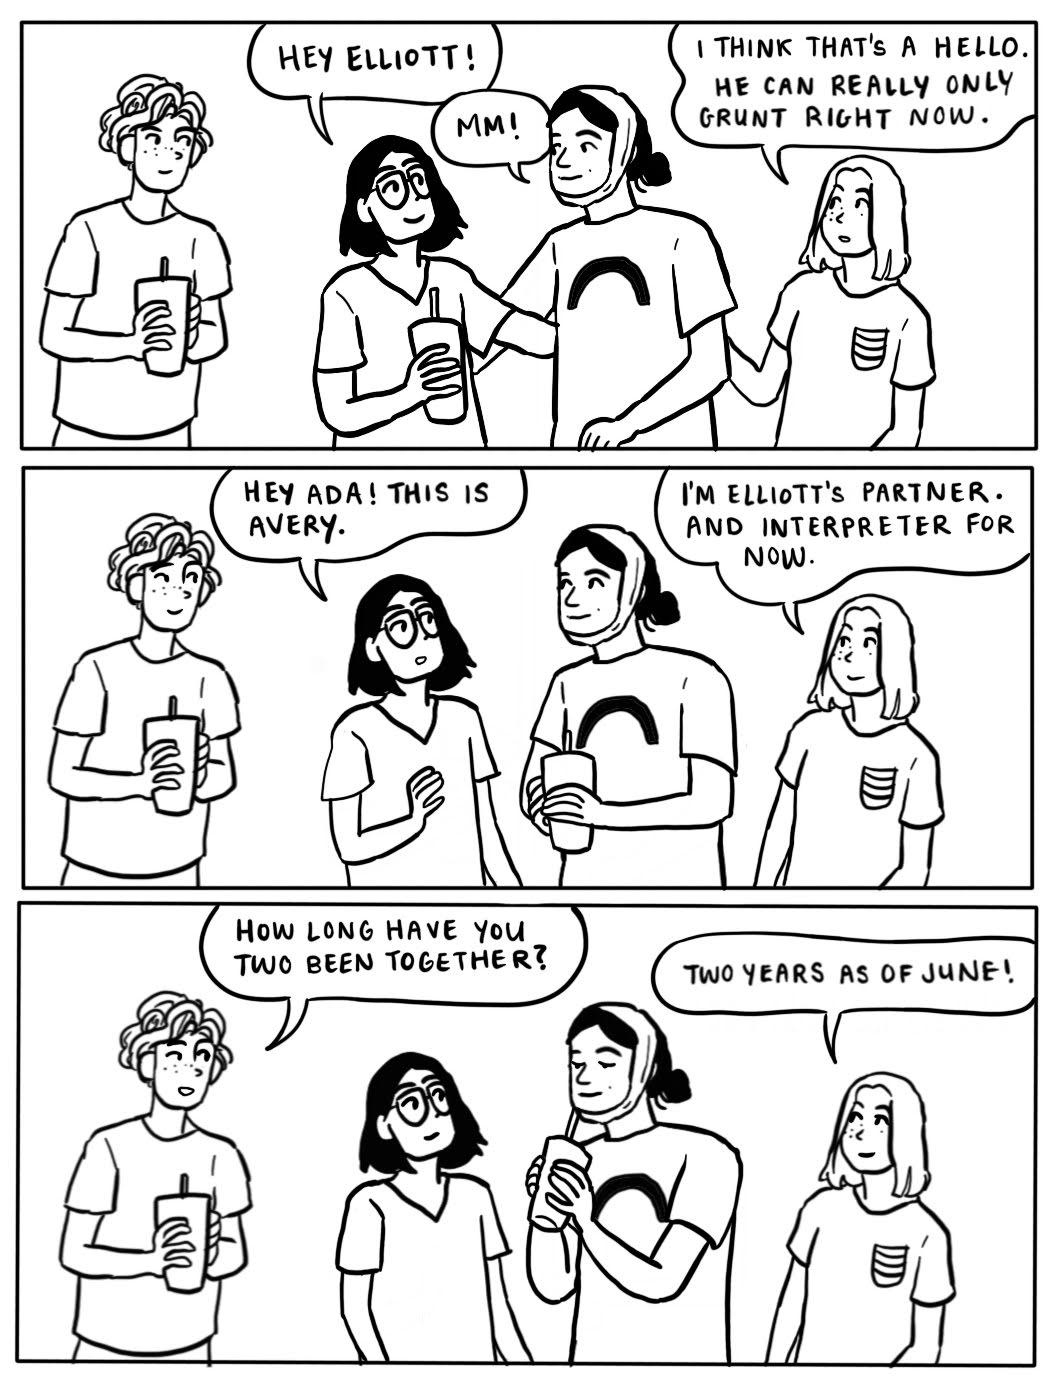 HEY ELLIOTT!
MM!
I THINK THAT'S A HELLO.
HE CAN REALLY ONLY
GRUNT RIGHT NOW.
HEY ADA! THIS IS
AVERY.
I'M ELLIOTT'S PARTNER.
AND INTERPRETER FOR
NOW.
HOW LONG HAVE YOU
TWO BEEN TOGETHER?
TWO YEARS AS OF JUNE!